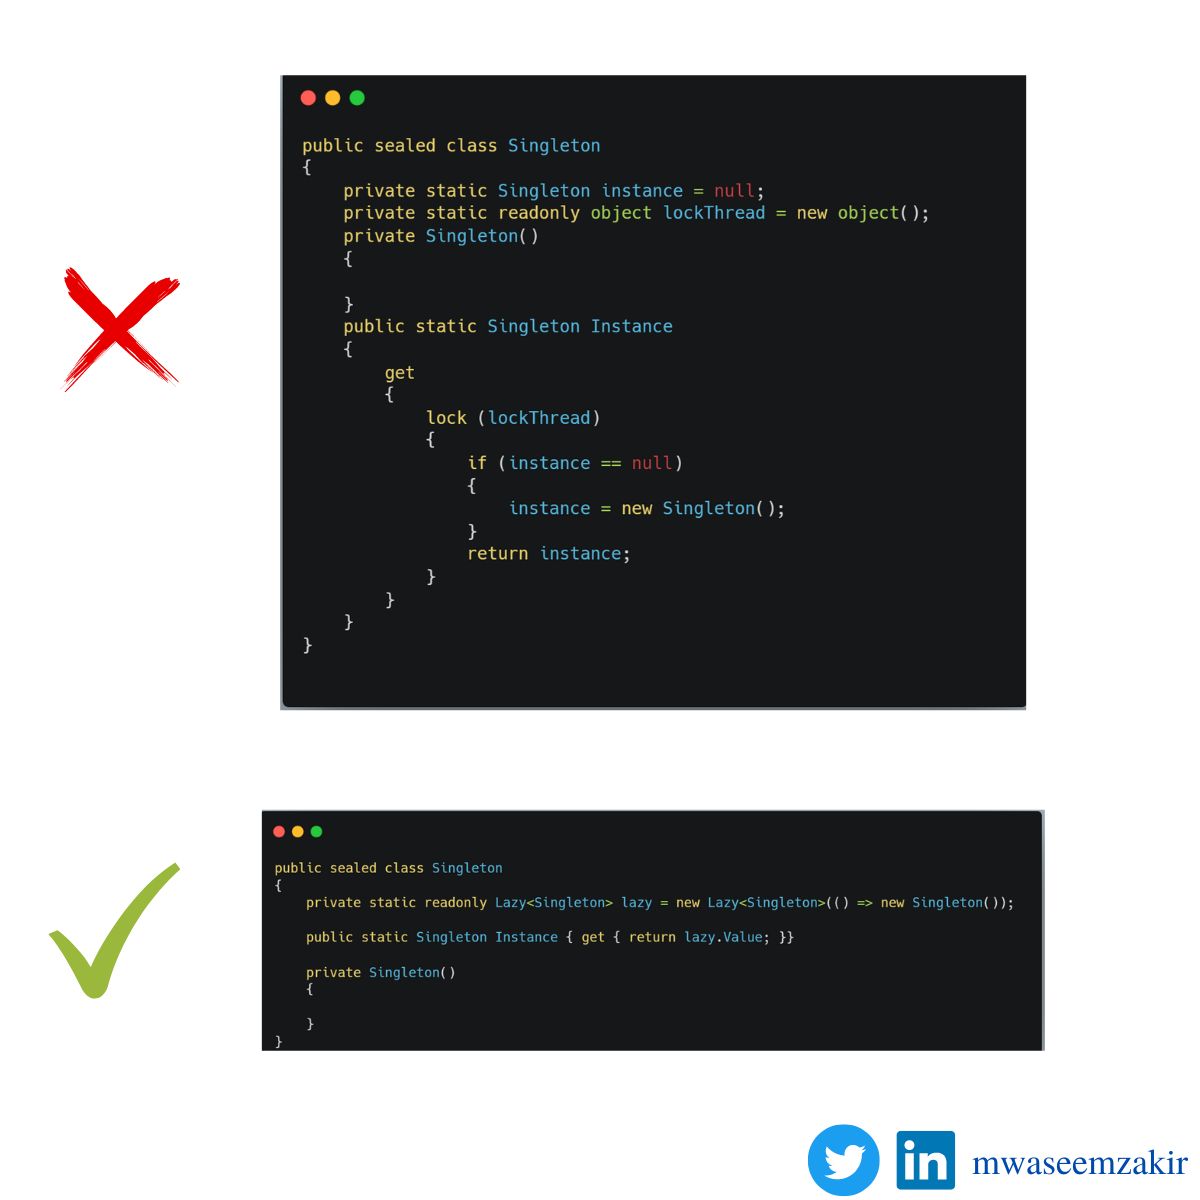 public sealed class Singleton
{
    private static Singleton instance = null;
    private static readonly object lockThread = new object();
    private Singleton()
    {
    }
    public static Singleton Instance
    {
        get
        {
            lock (lockThread)
            {
                if (instance == null)
                {
                    instance = new Singleton();
                }
                return instance;
            }
        }
    }
}
public sealed class Singleton
{
    private static readonly Lazy<Singleton> lazy = new Lazy<Singleton>(() => new Singleton());
    public static Singleton Instance { get { return lazy.Value; }}
    private Singleton()
    {
    }
}
in mwaseemzakir